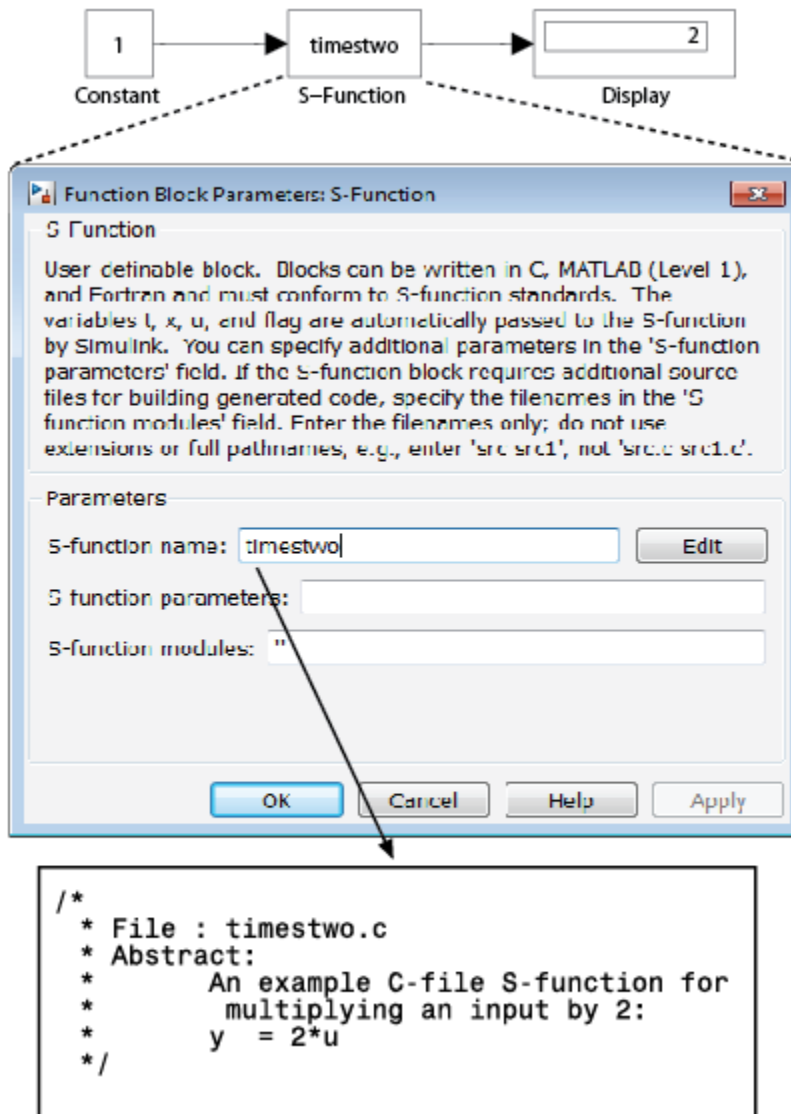 1
timestwo
2
Constant
S-Function
Display
Function Block Parameters: S-Function
S Function
User definable block. Blocks can be written in C, MATLAB (Level 1),
and Fortran and must conform to S-function standards. The
variables t, x, u, and flag are automatically passed to the S-function
by Simulink. You can specify additional parameters in the 'S-function
parameters' field. If the S-function block requires additional source
files for building generated code, specify the filenames in the 'S
function modules' field. Enter the filenames only; do not use
extensions or full pathnames, e.g., enter 'src src1', not 'src.c src1.c'.
Parameters
S-function name: timestwo Edit
S function parameters:
S-function modules: ''
OK Cancel Help Apply
/*
* File : timestwo.c
* Abstract:
* An example C-file S-function for
* multiplying an input by 2:
* y = 2*u
*/